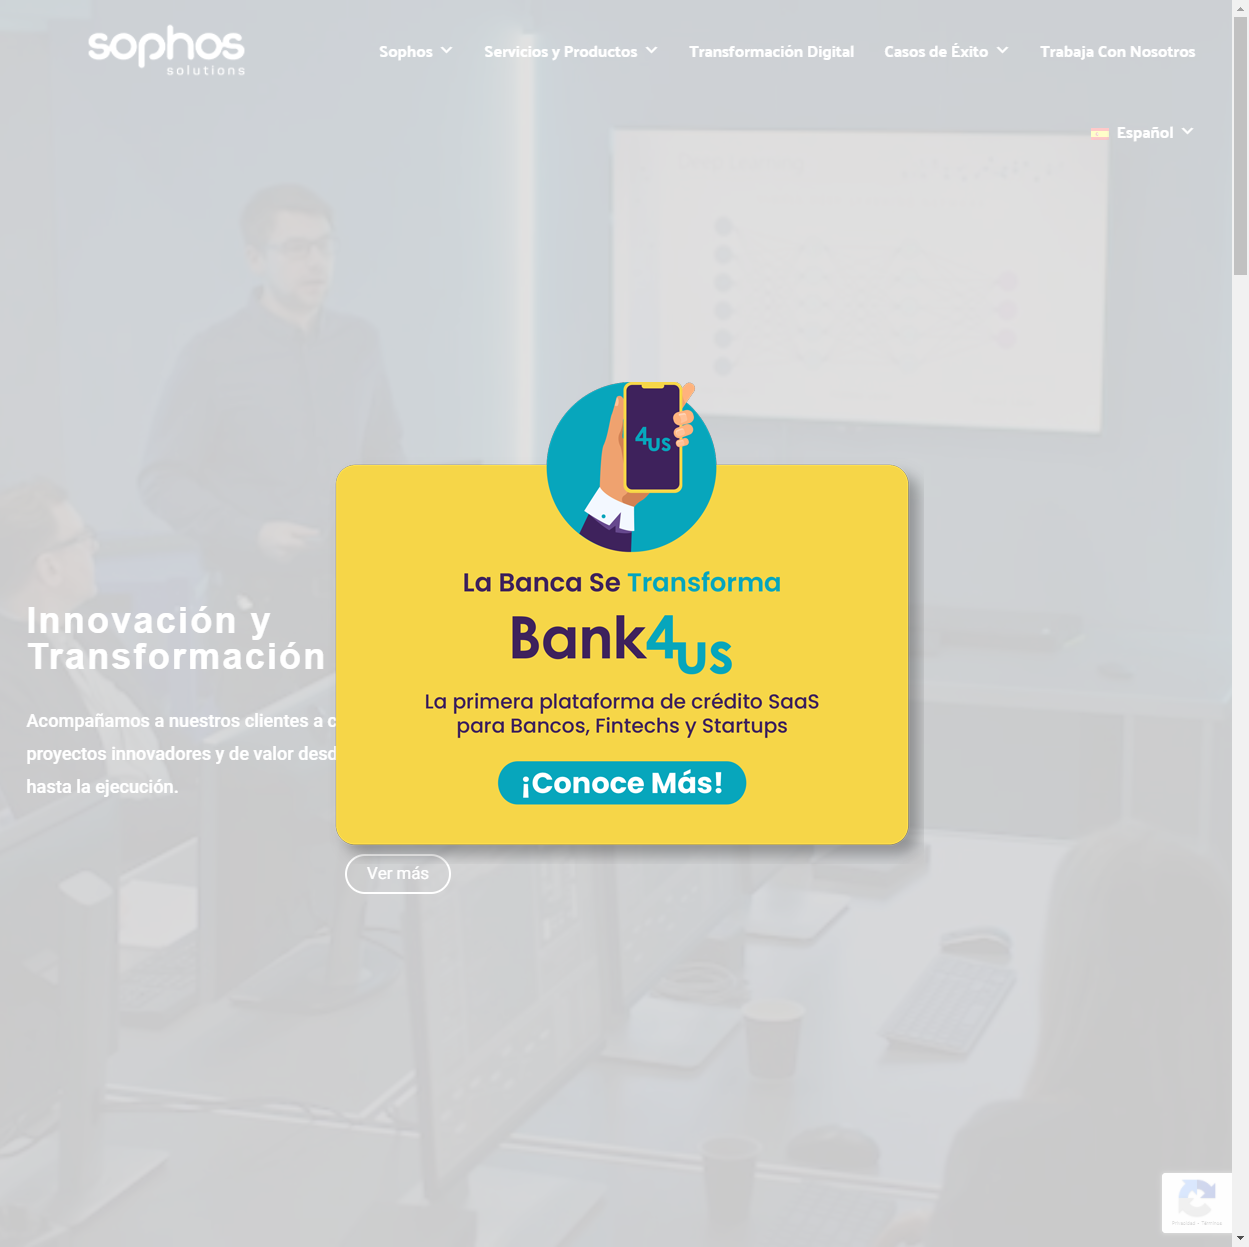 sophos
solutions
Sophos
Servicios y Productos
Transformación Digital
Casos de Éxito
Trabaja Con Nosotros
Español
4US
La Banca Se Transforma
Bank4US
La primera plataforma de crédito SaaS
para Bancos, Fintechs y Startups
¡Conoce Más!
Innovación y
Transformación
Acompañamos a nuestros clientes a c
proyectos innovadores y de valor desd
hasta la ejecución.
Ver más
Privacidad - Términos